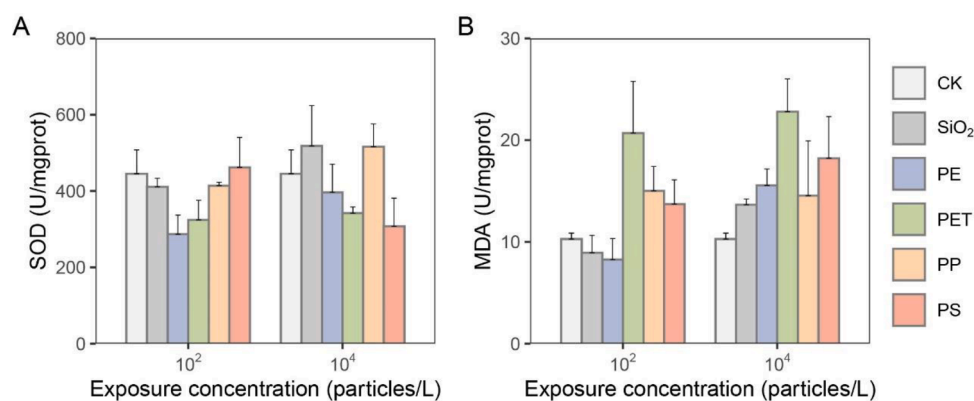 A
800
600
400
200
0
SOD (U/mgprot)
10²
10⁴
Exposure concentration (particles/L)
B
30
20
10
0
MDA (U/mgprot)
10²
10⁴
Exposure concentration (particles/L)
CK
SiO₂
PE
PET
PP
PS